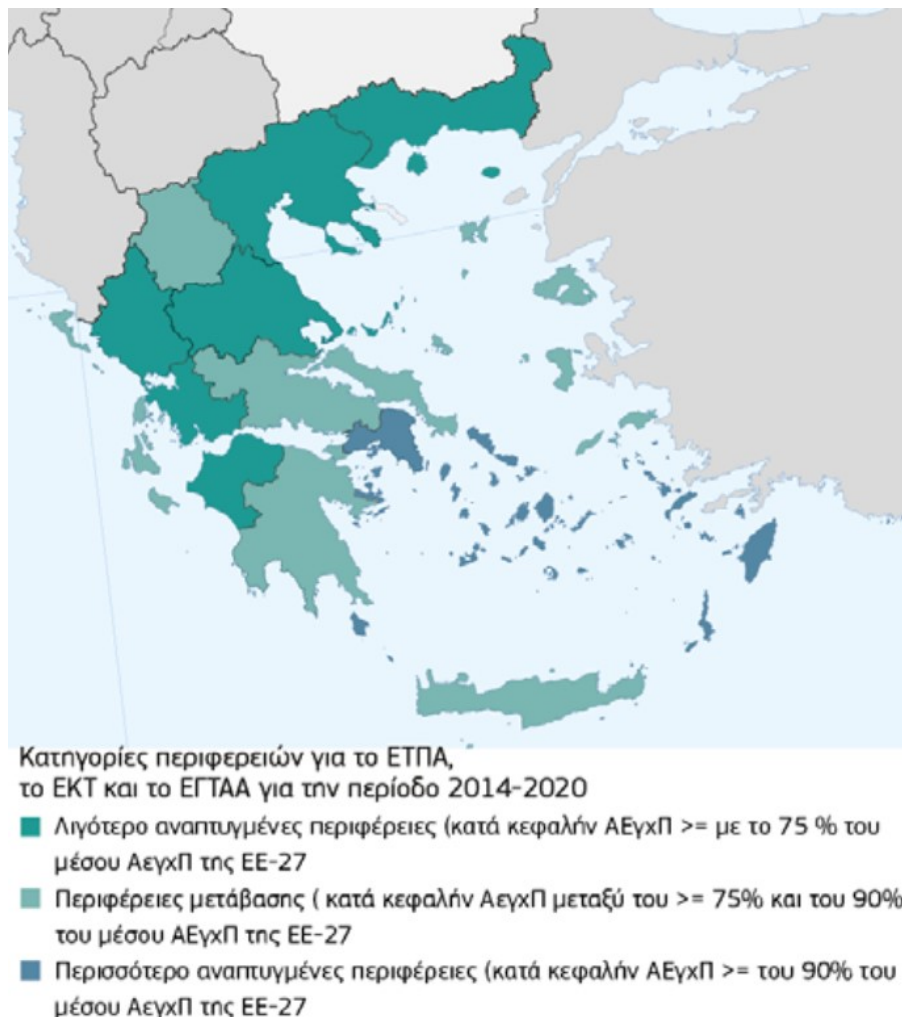 Κατηγορίες περιφερειών για το ΕΤΠΑ,
το ΕΚΤ και το ΕΓΤΑΑ για την περίοδο 2014-2020
Λιγότερο αναπτυγμένες περιφέρειες (κατά κεφαλήν ΑΕγχΠ >= με το 75 % του
μέσου ΑεγχΠ της ΕΕ-27
Περιφέρειες μετάβασης ( κατά κεφαλήν ΑεγχΠ μεταξύ του >= 75% και του 90%
του μέσου ΑΕγχΠ της ΕΕ-27
Περισσότερο αναπτυγμένες περιφέρειες (κατά κεφαλήν ΑΕγχΠ >= του 90% του
μέσου ΑεγχΠ της ΕΕ-27